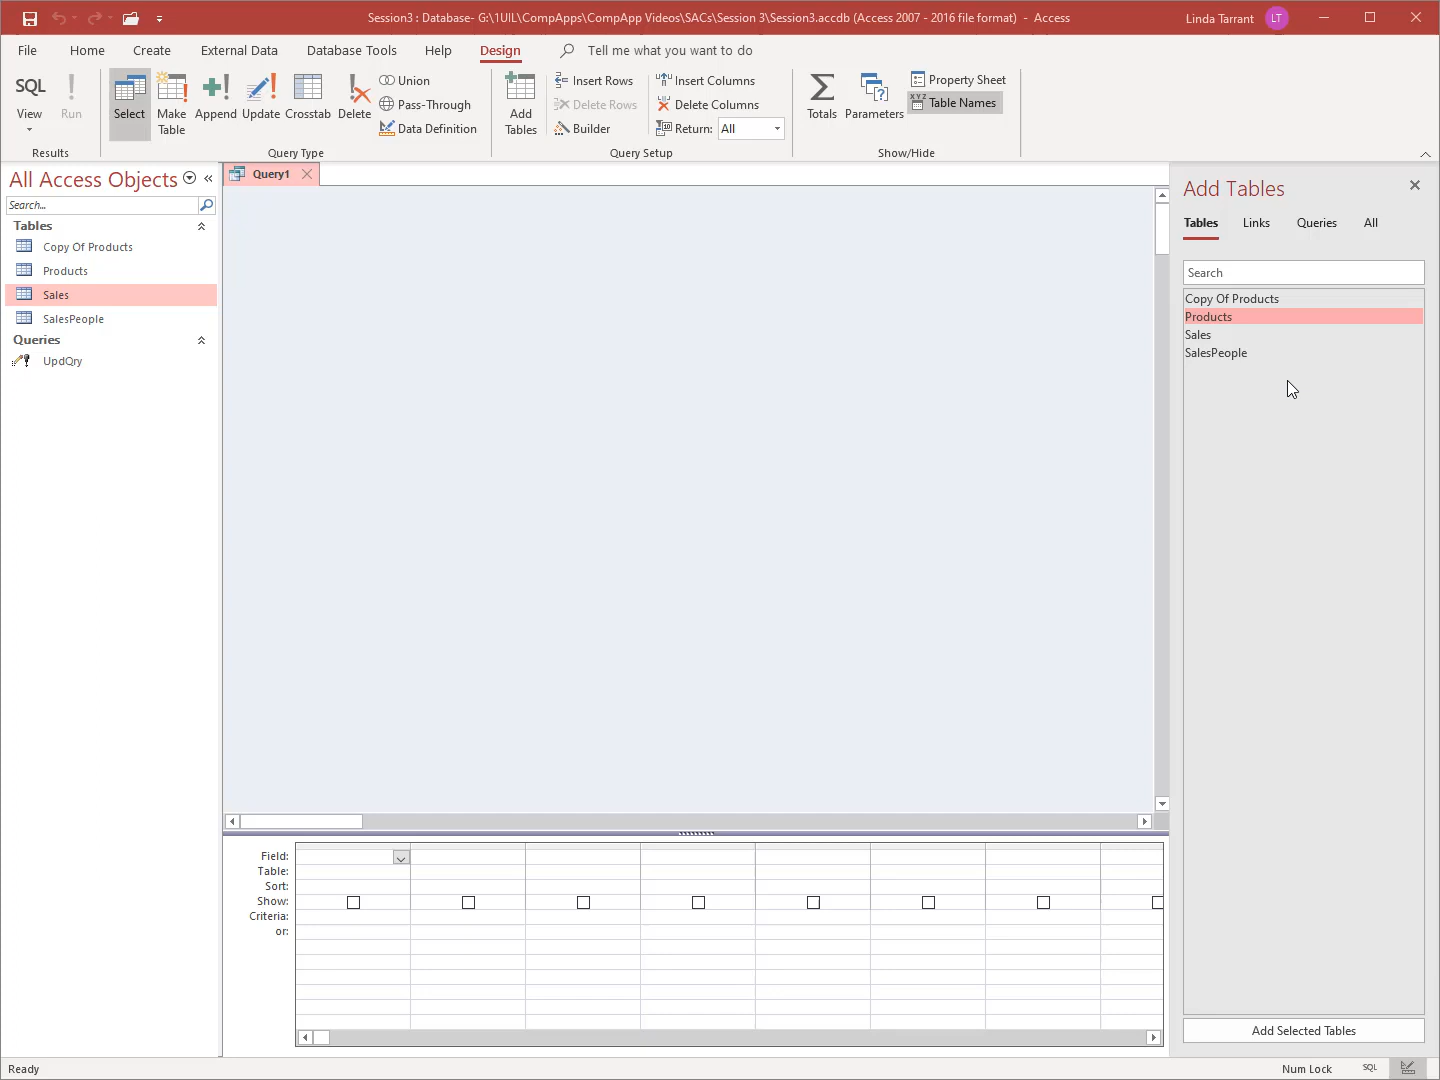 Session3 : Database- G:\1UIL\CompApps\CompApp Videos\SACs\Session 3\Session3.accdb (Access 2007 - 2016 file format) - Access
Linda Tarrant LT
File Home Create External Data Database Tools Help Design Tell me what you want to do
SQL
View
Run
Results
Select
Make
Table
Append
Update
Crosstab
Delete
Union
Pass-Through
Data Definition
Query Type
Add
Tables
Insert Rows
Delete Rows
Builder
Insert Columns
Delete Columns
Return: All
Query Setup
Totals
Parameters
Property Sheet
XYZ Table Names
Show/Hide
All Access Objects
Search...
Tables
Copy Of Products
Products
Sales
SalesPeople
Queries
UpdQry
Query1
Field:
Table:
Sort:
Show:
Criteria:
or:
Add Tables
Tables Links Queries All
Search
Copy Of Products
Products
Sales
SalesPeople
Add Selected Tables
Ready
Num Lock SQL